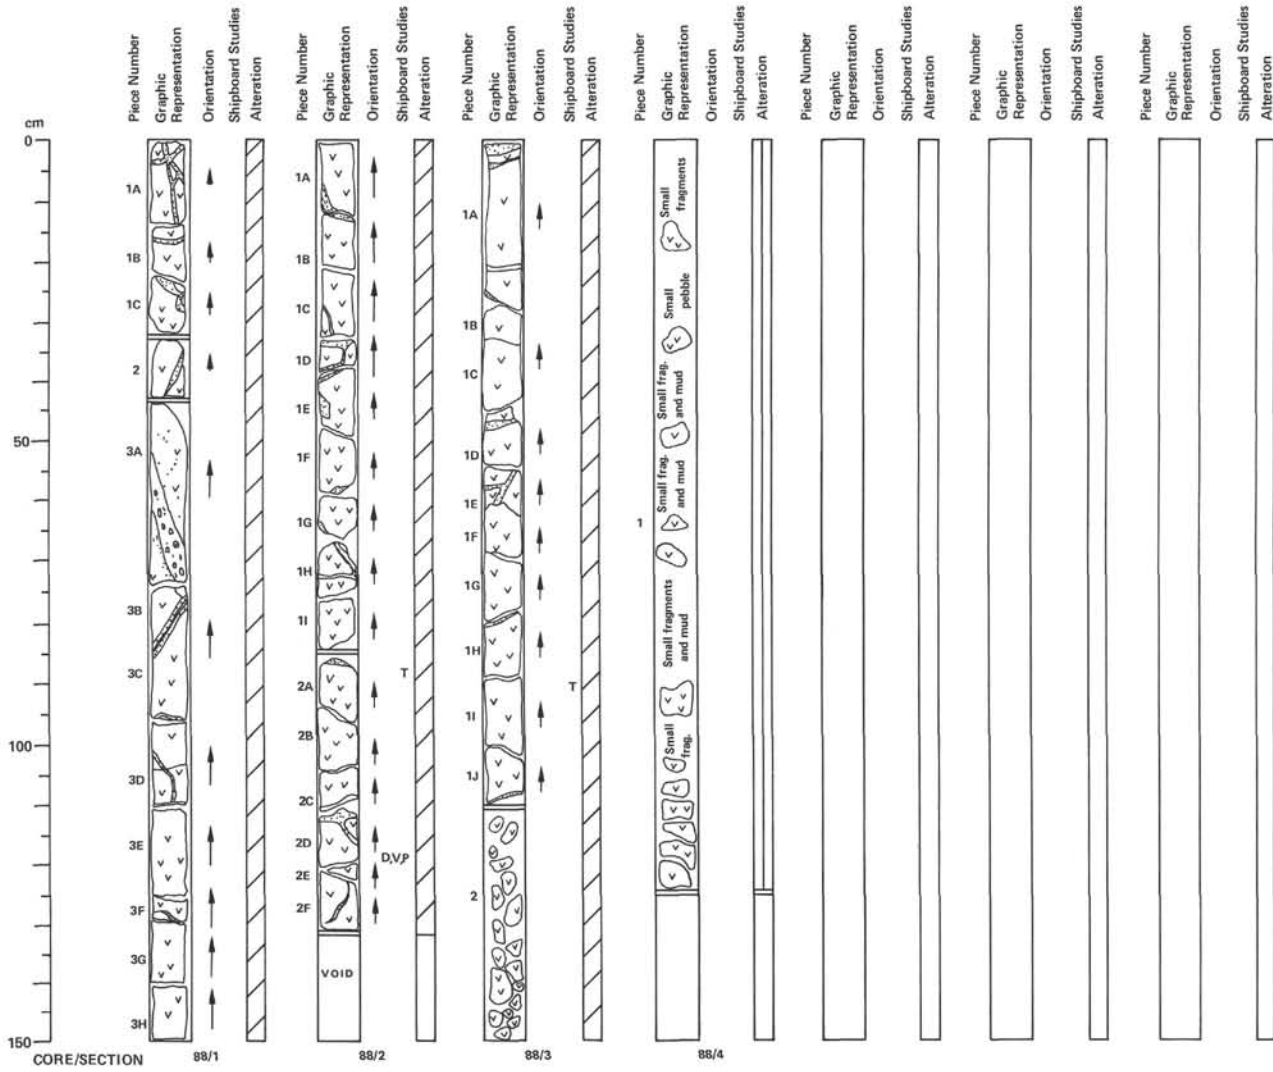 Piece Number
Graphic
Representation
Orientation
Shipboard Studies
Alteration
Piece Number
Graphic
Representation
Orientation
Shipboard Studies
Alteration
Piece Number
Graphic
Representation
Orientation
Shipboard Studies
Alteration
Piece Number
Graphic
Representation
Orientation
Shipboard Studies
Alteration
Piece Number
Graphic
Representation
Orientation
Shipboard Studies
Alteration
Piece Number
Graphic
Representation
Orientation
Shipboard Studies
Alteration
Piece Number
Graphic
Representation
Orientation
Shipboard Studies
Alteration
cm
0
50
100
150
1A
1B
1C
2
3A
3B
3C
3D
3E
3F
3G
3H
1A
1B
1C
1D
1E
1F
1G
1H
1I
2A
T
2B
2C
2D
D,V,P
2E
2F
VOID
1A
1B
1C
1D
1E
1F
1G
1H
1I
T
1J
2
1
Small
fragments
Small
pebble
Small frag.
and mud
Small frag.
and mud
Small fragments
and mud
Small
frag.
CORE/SECTION
88/1
88/2
88/3
88/4